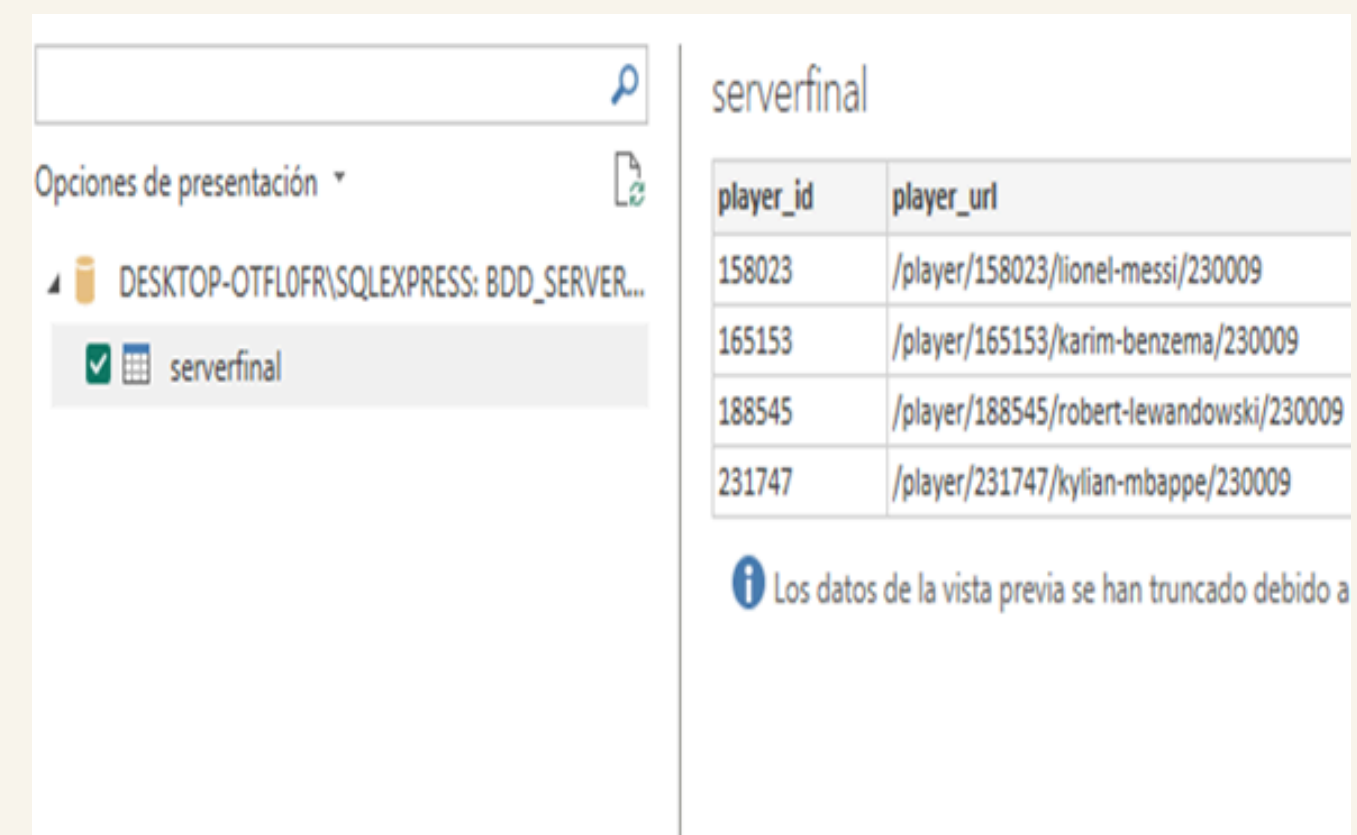 Opciones de presentación
DESKTOP-OTFL0FR\SQLEXPRESS: BDD_SERVER...
serverfinal
serverfinal
player_id player_url
158023 /player/158023/lionel-messi/230009
165153 /player/165153/karim-benzema/230009
188545 /player/188545/robert-lewandowski/230009
231747 /player/231747/kylian-mbappe/230009
Los datos de la vista previa se han truncado debido a